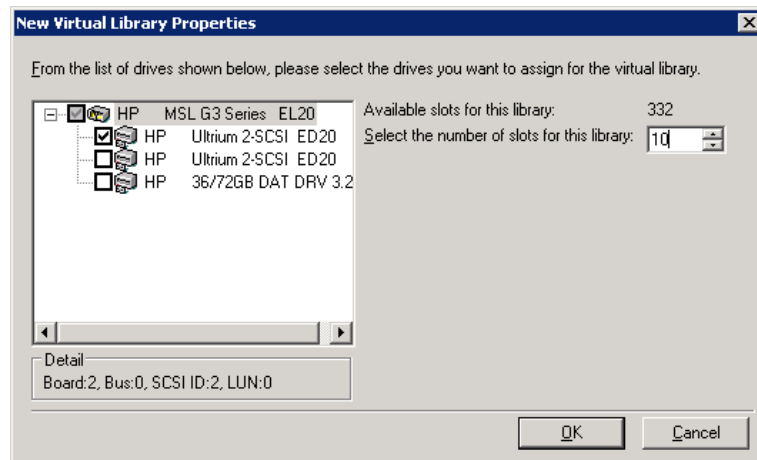 New Virtual Library Properties
From the list of drives shown below, please select the drives you want to assign for the virtual library.
HP MSL G3 Series EL20
HP Ultrium 2-SCSI ED20
HP Ultrium 2-SCSI ED20
HP 36/72GB DAT DRV 3.2
Available slots for this library: 332
Select the number of slots for this library: 10
Detail
Board:2, Bus:0, SCSI ID:2, LUN:0
OK Cancel